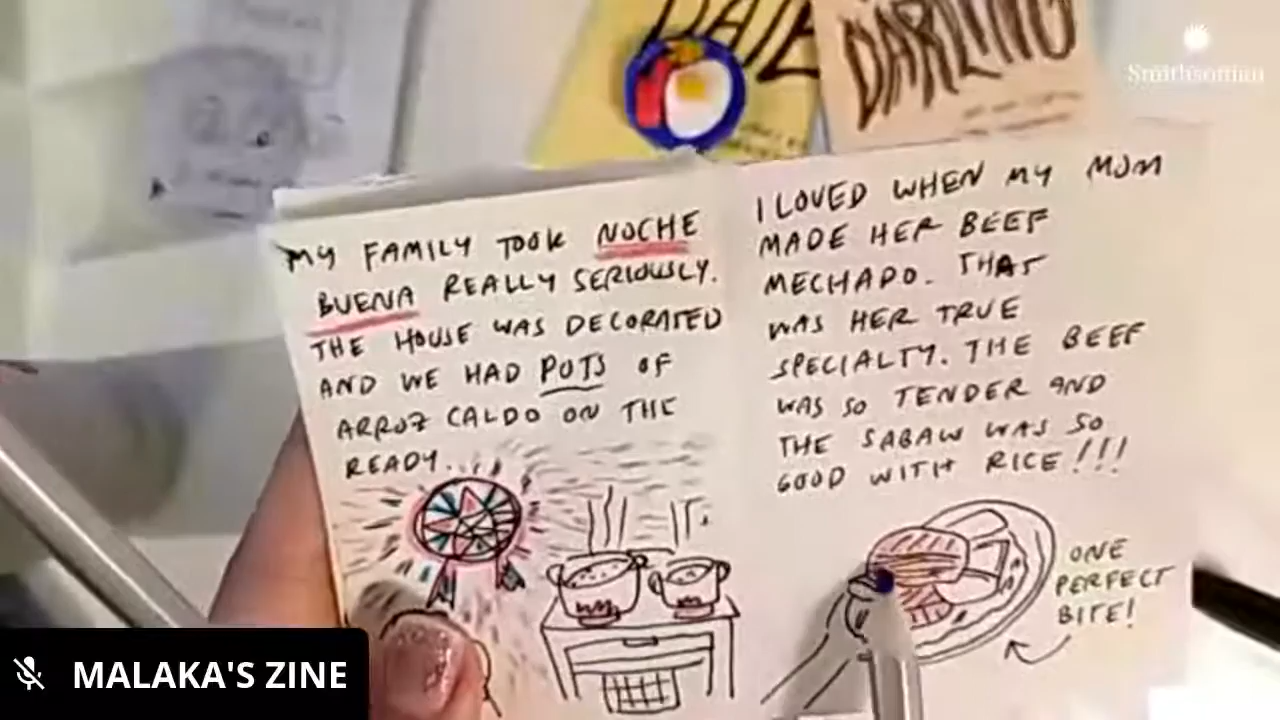 DATE
DARLING
Smithsonian
MY FAMILY TOOK NOCHE
BUENA REALLY SERIOUSLY.
THE HOUSE WAS DECORATED
AND WE HAD POTS OF
ARROZ CALDO ON THE
READY.
I LOVED WHEN MY MOM
MADE HER BEEF
MECHADO. THAT
WAS HER TRUE
SPECIALTY. THE BEEF
WAS SO TENDER AND
THE SABAW WAS SO
GOOD WITH RICE!!!
ONE
PERFECT
BITE!
MALAKA'S ZINE